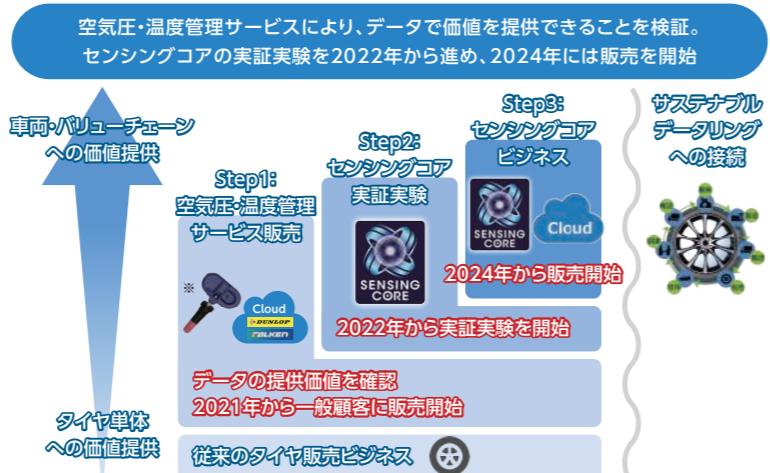 空気圧・温度管理サービスにより、データで価値を提供できることを検証。
センシングコアの実証実験を2022年から進め、2024年には販売を開始
車両・バリューチェーン
への価値提供
Step1:
空気圧・温度管理
サービス販売
※
Cloud
DUNLOP
FALKEN
Step2:
センシングコア
実証実験
SENSING
CORE
Step3:
センシングコア
ビジネス
SENSING
CORE
Cloud
2024年から販売開始
2022年から実証実験を開始
データの提供価値を確認
2021年から一般顧客に販売開始
タイヤ単体
への価値提供
従来のタイヤ販売ビジネス
サステナブル
データリング
への接続